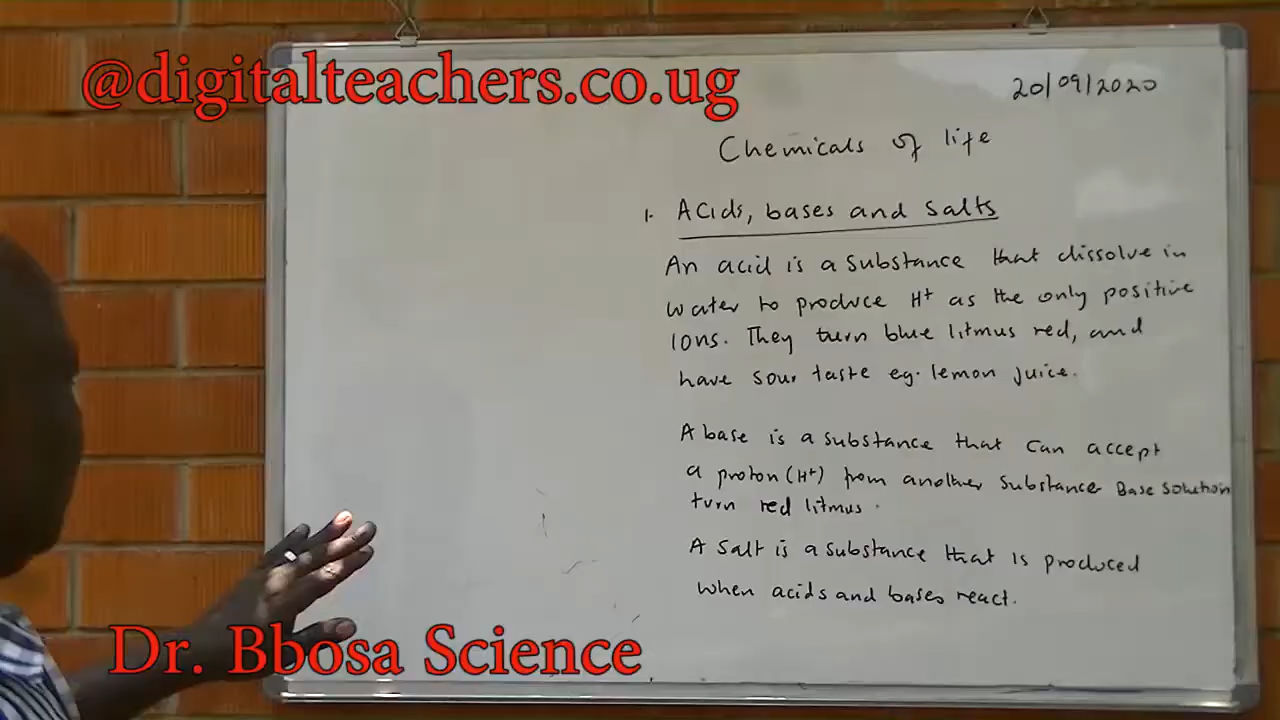 @digitalteachers.co.ug
20/09/2020
Chemicals of life
1. Acids, bases and salts
An acid is a substance that dissolve in
water to produce H+ as the only positive
ions. They turn blue litmus red, and
have sour taste eg. lemon juice.
A base is a substance that can accept
a proton (H+) from another substance Base solution
turn red litmus.
A salt is a substance that is produced
when acids and bases react.
Dr. Bbosa Science